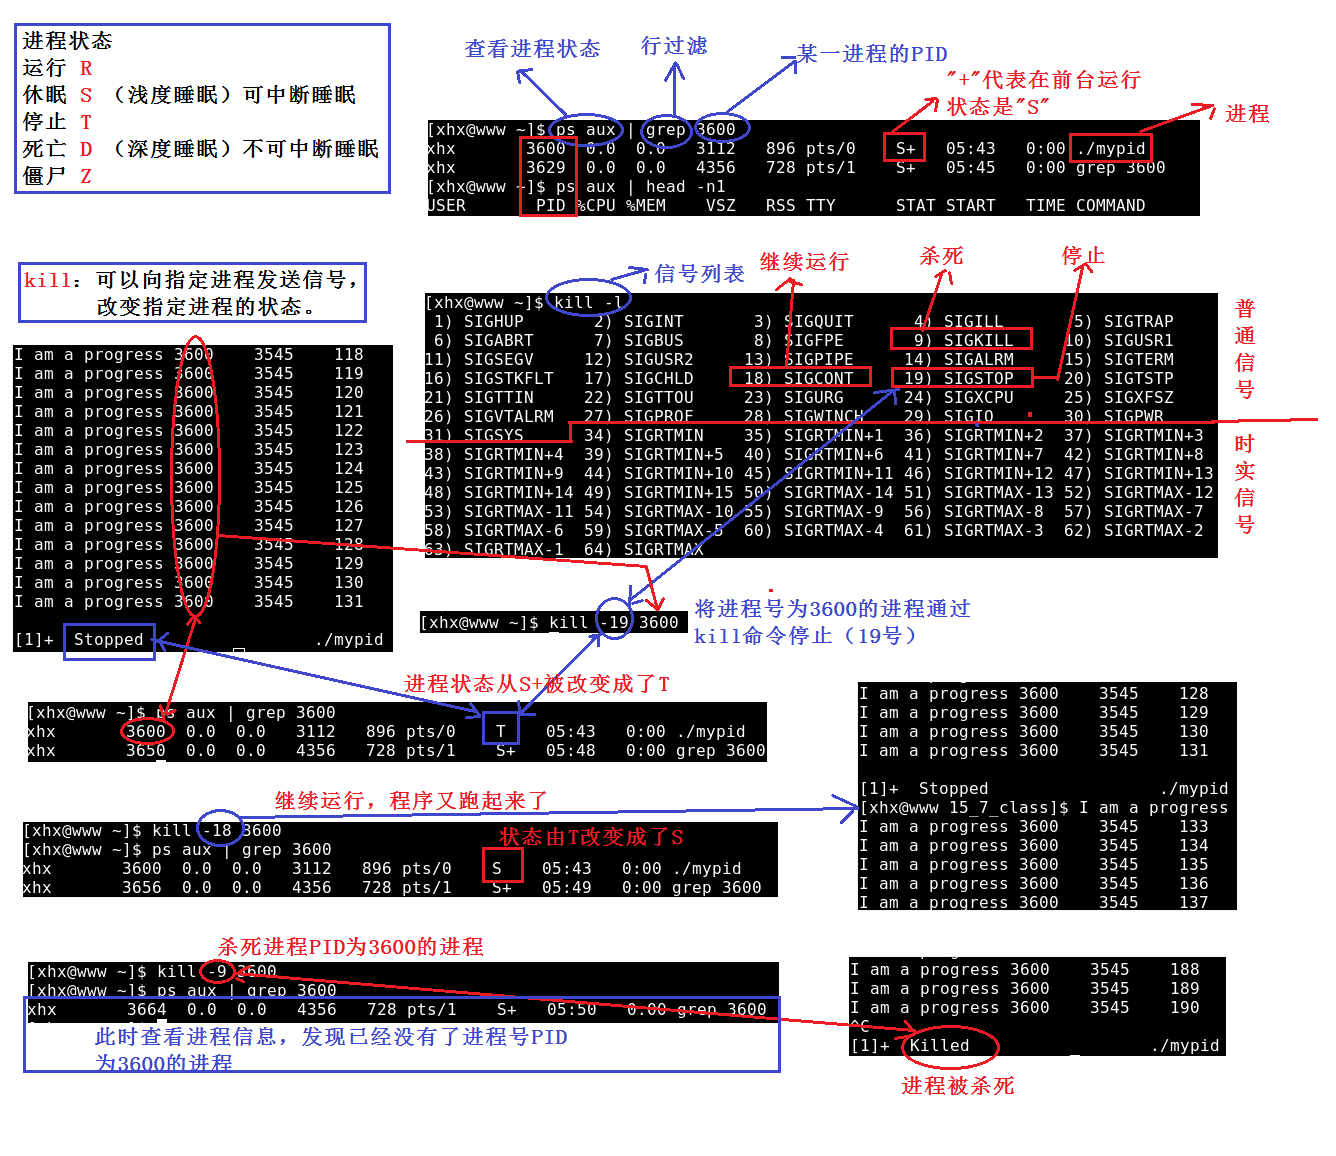 进程状态
运行 R
休眠 S （浅度睡眠）可中断睡眠
停止 T
死亡 D （深度睡眠）不可中断睡眠
僵尸 Z
查看进程状态
行过滤
某一进程的PID
"+"代表在前台运行
状态是"S"
进程
[xhx@www ~]$ ps aux | grep 3600
xhx 3600 0.0 0.0 3112 896 pts/0 S+ 05:43 0:00 ./mypid
xhx 3629 0.0 0.0 4356 728 pts/1 S+ 05:45 0:00 grep 3600
[xhx@www ~]$ ps aux | head -n1
USER PID %CPU %MEM VSZ RSS TTY STAT START TIME COMMAND
kill：可以向指定进程发送信号，
改变指定进程的状态。
信号列表
继续运行
杀死
停止
[xhx@www ~]$ kill -l
1) SIGHUP 2) SIGINT 3) SIGQUIT 4) SIGILL 5) SIGTRAP
6) SIGABRT 7) SIGBUS 8) SIGFPE 9) SIGKILL 10) SIGUSR1
11) SIGSEGV 12) SIGUSR2 13) SIGPIPE 14) SIGALRM 15) SIGTERM
16) SIGSTKFLT 17) SIGCHLD 18) SIGCONT 19) SIGSTOP 20) SIGTSTP
21) SIGTTIN 22) SIGTTOU 23) SIGURG 24) SIGXCPU 25) SIGXFSZ
26) SIGVTALRM 27) SIGPROF 28) SIGWINCH 29) SIGIO 30) SIGPWR
31) SIGSYS 34) SIGRTMIN 35) SIGRTMIN+1 36) SIGRTMIN+2 37) SIGRTMIN+3
38) SIGRTMIN+4 39) SIGRTMIN+5 40) SIGRTMIN+6 41) SIGRTMIN+7 42) SIGRTMIN+8
43) SIGRTMIN+9 44) SIGRTMIN+10 45) SIGRTMIN+11 46) SIGRTMIN+12 47) SIGRTMIN+13
48) SIGRTMIN+14 49) SIGRTMIN+15 50) SIGRTMAX-14 51) SIGRTMAX-13 52) SIGRTMAX-12
53) SIGRTMAX-11 54) SIGRTMAX-10 55) SIGRTMAX-9 56) SIGRTMAX-8 57) SIGRTMAX-7
58) SIGRTMAX-6 59) SIGRTMAX-5 60) SIGRTMAX-4 61) SIGRTMAX-3 62) SIGRTMAX-2
63) SIGRTMAX-1 64) SIGRTMAX
普通信号
时实信号
I am a progress 3600 3545 118
I am a progress 3600 3545 119
I am a progress 3600 3545 120
I am a progress 3600 3545 121
I am a progress 3600 3545 122
I am a progress 3600 3545 123
I am a progress 3600 3545 124
I am a progress 3600 3545 125
I am a progress 3600 3545 126
I am a progress 3600 3545 127
I am a progress 3600 3545 128
I am a progress 3600 3545 129
I am a progress 3600 3545 130
I am a progress 3600 3545 131
[1]+ Stopped ./mypid
[xhx@www ~]$ kill -19 3600
将进程号为3600的进程通过
kill命令停止（19号）
进程状态从S+被改变成了T
[xhx@www ~]$ ps aux | grep 3600
xhx 3600 0.0 0.0 3112 896 pts/0 T 05:43 0:00 ./mypid
xhx 3650 0.0 0.0 4356 728 pts/1 S+ 05:48 0:00 grep 3600
I am a progress 3600 3545 128
I am a progress 3600 3545 129
I am a progress 3600 3545 130
I am a progress 3600 3545 131
[1]+ Stopped ./mypid
[xhx@www 15_7_class]$ I am a progress
I am a progress 3600 3545 133
I am a progress 3600 3545 134
I am a progress 3600 3545 135
I am a progress 3600 3545 136
I am a progress 3600 3545 137
继续运行，程序又跑起来了
[xhx@www ~]$ kill -18 3600
状态由T改变成了S
[xhx@www ~]$ ps aux | grep 3600
xhx 3600 0.0 0.0 3112 896 pts/0 S 05:43 0:00 ./mypid
xhx 3656 0.0 0.0 4356 728 pts/1 S+ 05:49 0:00 grep 3600
杀死进程PID为3600的进程
[xhx@www ~]$ kill -9 3600
[xhx@www ~]$ ps aux | grep 3600
xhx 3664 0.0 0.0 4356 728 pts/1 S+ 05:50 0:00 grep 3600
此时查看进程信息，发现已经没有了进程号PID
为3600的进程
I am a progress 3600 3545 188
I am a progress 3600 3545 189
I am a progress 3600 3545 190
^C
[1]+ Killed ./mypid
进程被杀死